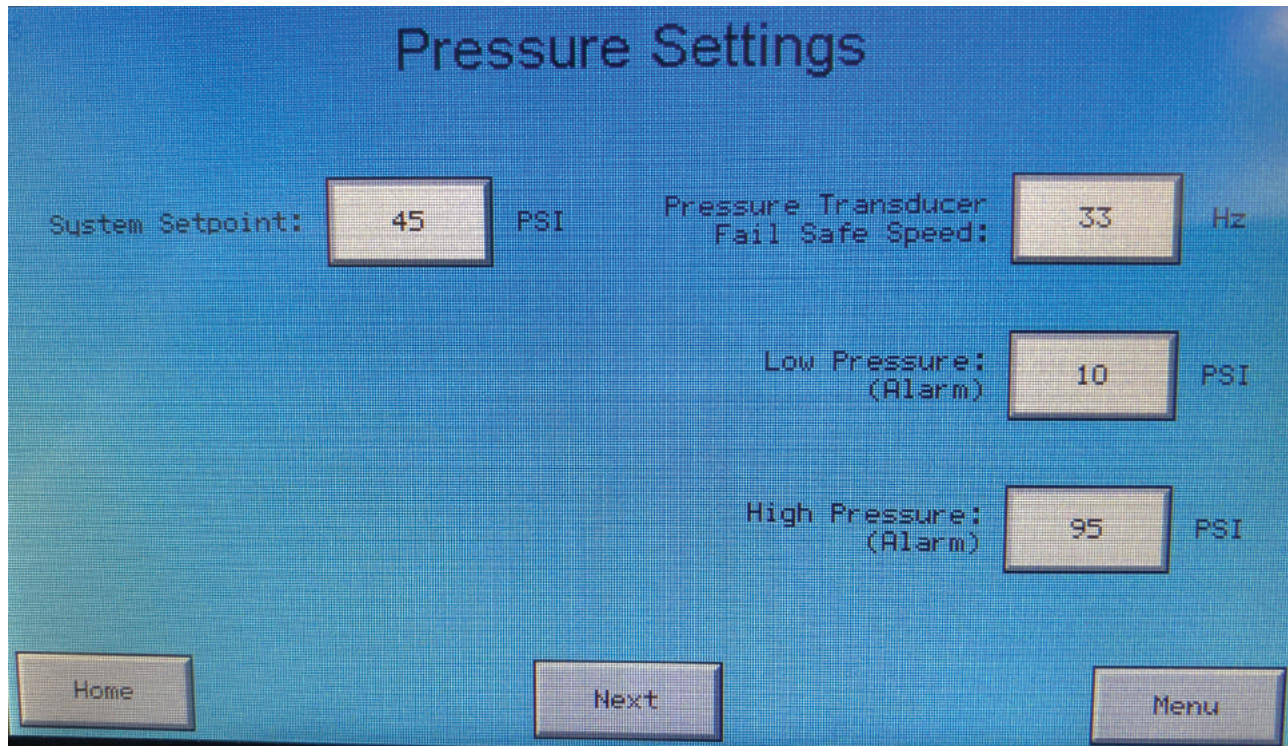 Pressure Settings
System Setpoint: 45 PSI
Pressure Transducer
Fail Safe Speed: 33 Hz
Low Pressure:
(Alarm) 10 PSI
High Pressure:
(Alarm) 95 PSI
Home Next Menu